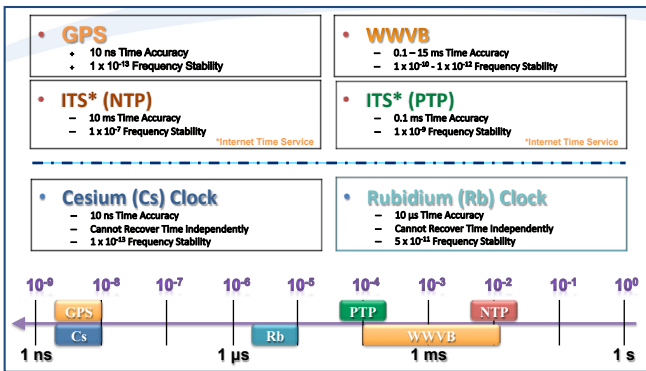 • GPS
+ 10 ns Time Accuracy
+ 1 x 10⁻¹³ Frequency Stability
• WWVB
– 0.1 – 15 ms Time Accuracy
– 1 x 10⁻¹⁰ - 1 x 10⁻¹² Frequency Stability
• ITS* (NTP)
– 10 ms Time Accuracy
– 1 x 10⁻⁷ Frequency Stability
*Internet Time Service
• ITS* (PTP)
– 0.1 ms Time Accuracy
– 1 x 10⁻⁹ Frequency Stability
*Internet Time Service
• Cesium (Cs) Clock
– 10 ns Time Accuracy
– Cannot Recover Time Independently
– 1 x 10⁻¹³ Frequency Stability
• Rubidium (Rb) Clock
– 10 µs Time Accuracy
– Cannot Recover Time Independently
– 5 x 10⁻¹¹ Frequency Stability
10⁻⁹ 10⁻⁸ 10⁻⁷ 10⁻⁶ 10⁻⁵ 10⁻⁴ 10⁻³ 10⁻² 10⁻¹ 10⁰
GPS PTP NTP
Cs Rb WWVB
1 ns 1 µs 1 ms 1 s